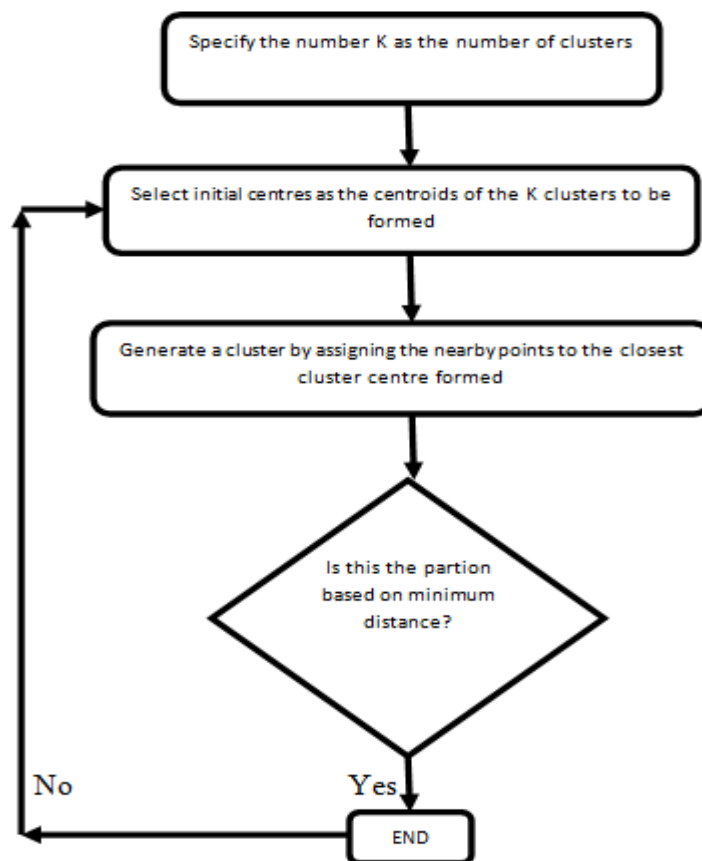 Specify the number K as the number of clusters
Select initial centres as the centroids of the K clusters to be
formed
Generate a cluster by assigning the nearby points to the closest
cluster centre formed
Is this the partion
based on minimum
distance?
No
Yes
END